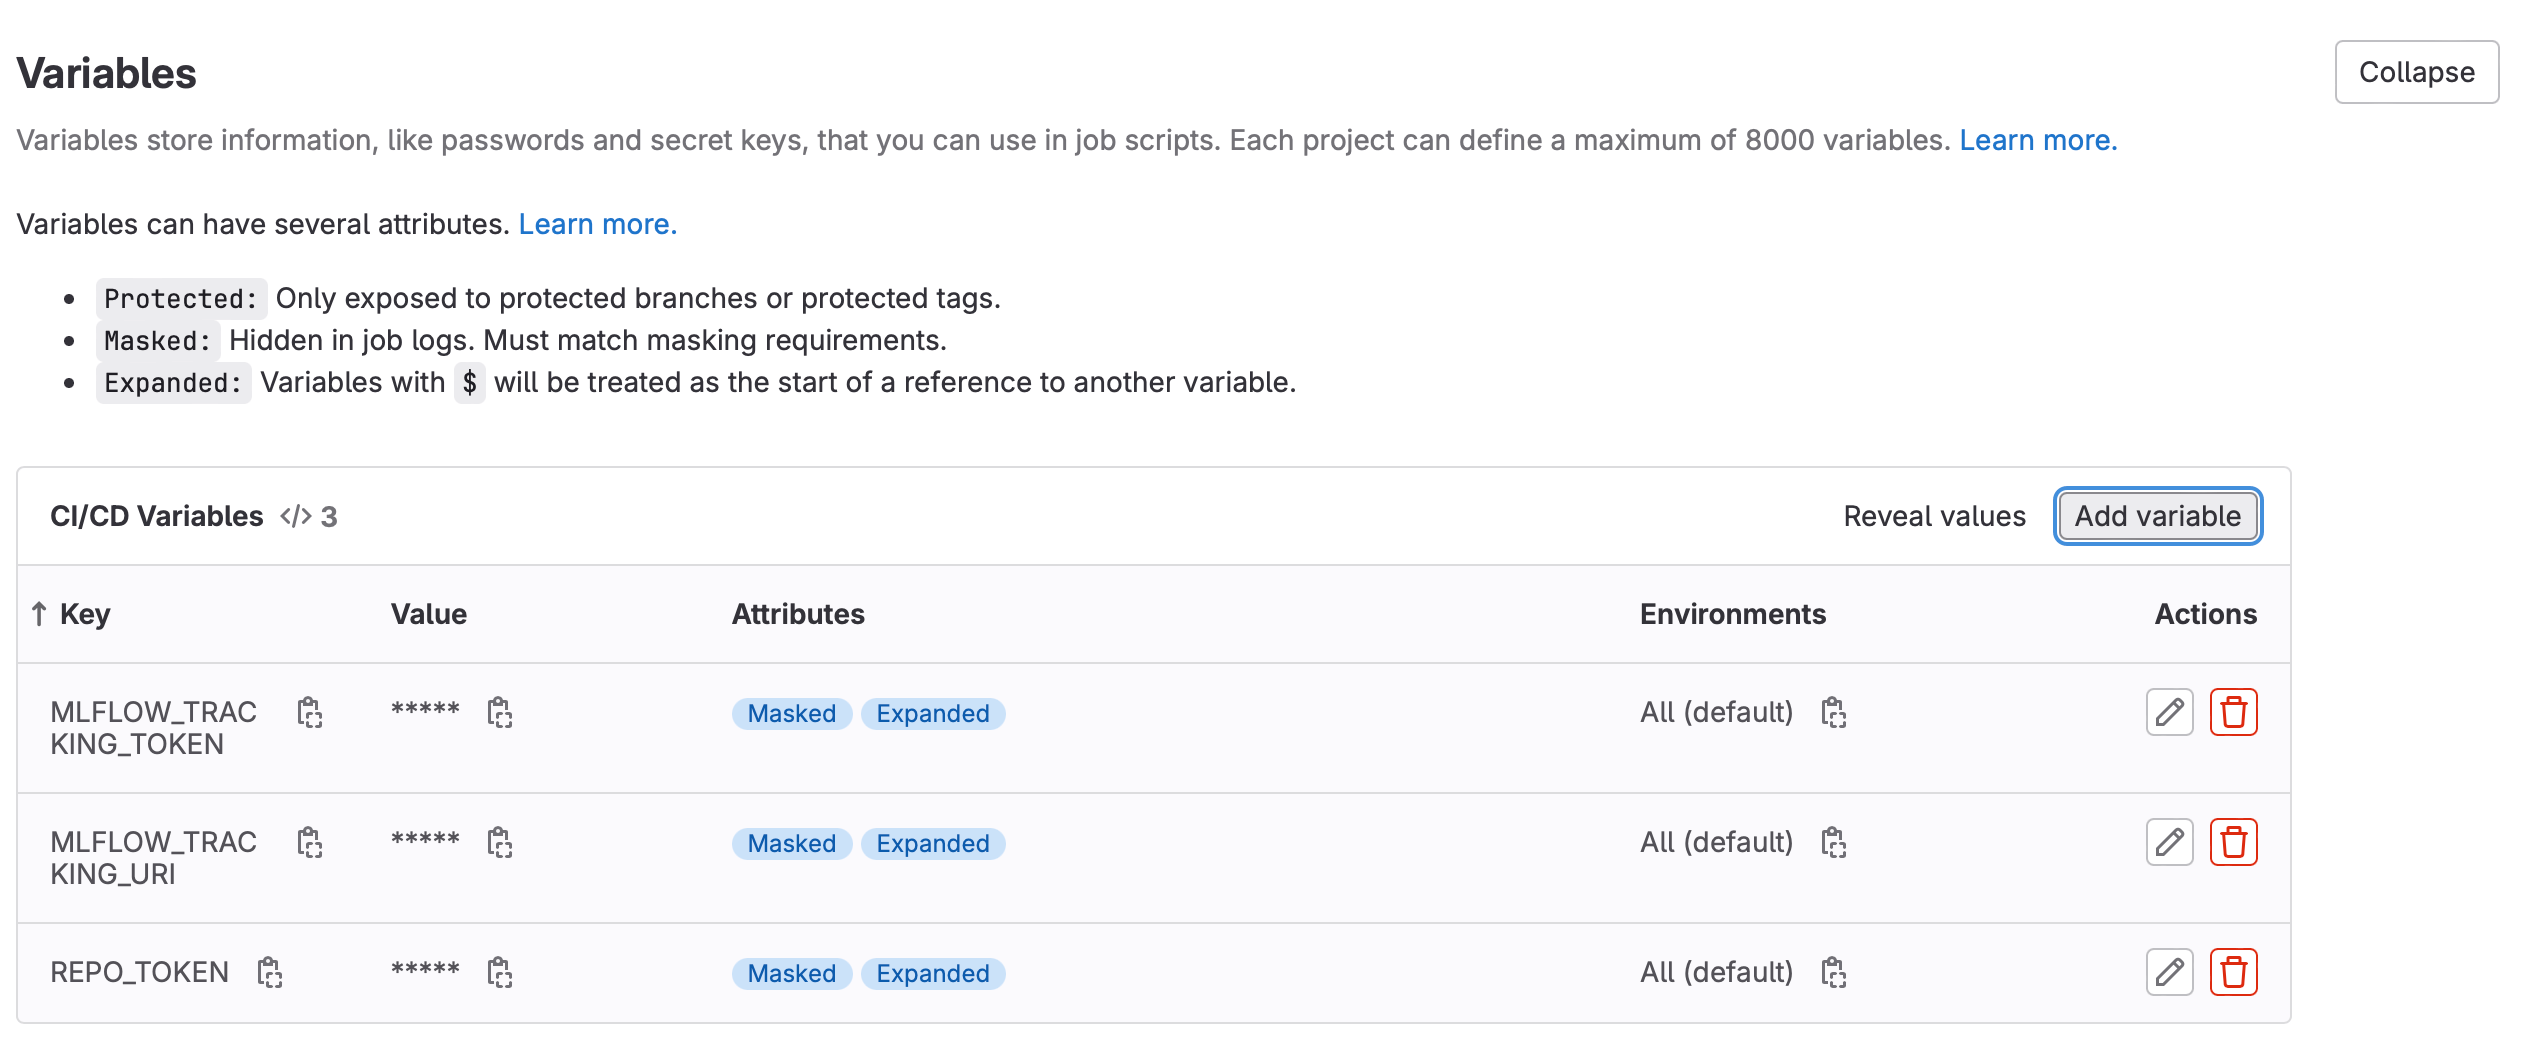 Variables
Collapse
Variables store information, like passwords and secret keys, that you can use in job scripts. Each project can define a maximum of 8000 variables. Learn more.
Variables can have several attributes. Learn more.
Protected: Only exposed to protected branches or protected tags.
Masked: Hidden in job logs. Must match masking requirements.
Expanded: Variables with $ will be treated as the start of a reference to another variable.
CI/CD Variables </> 3
Reveal values
Add variable
↑ Key Value Attributes Environments Actions
MLFLOW_TRAC ***** Masked Expanded All (default)
KING_TOKEN
MLFLOW_TRAC ***** Masked Expanded All (default)
KING_URI
REPO_TOKEN ***** Masked Expanded All (default)